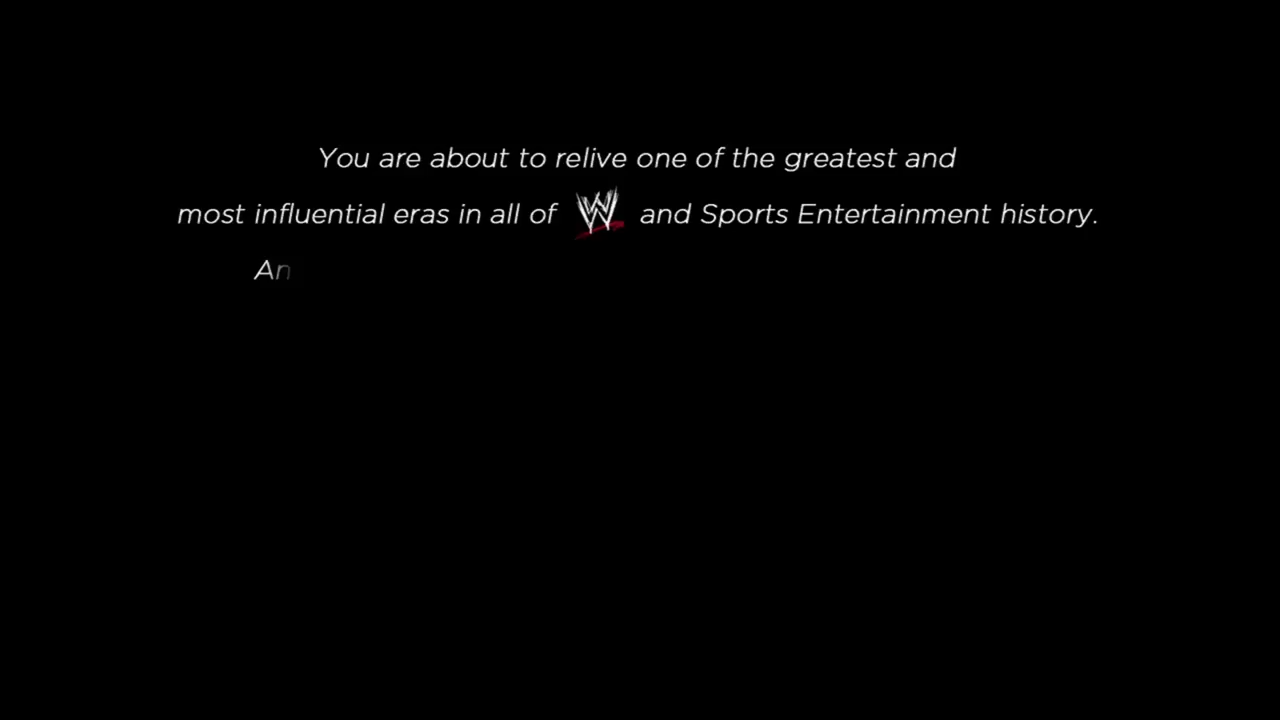 You are about to relive one of the greatest and
most influential eras in all of W and Sports Entertainment history.
An